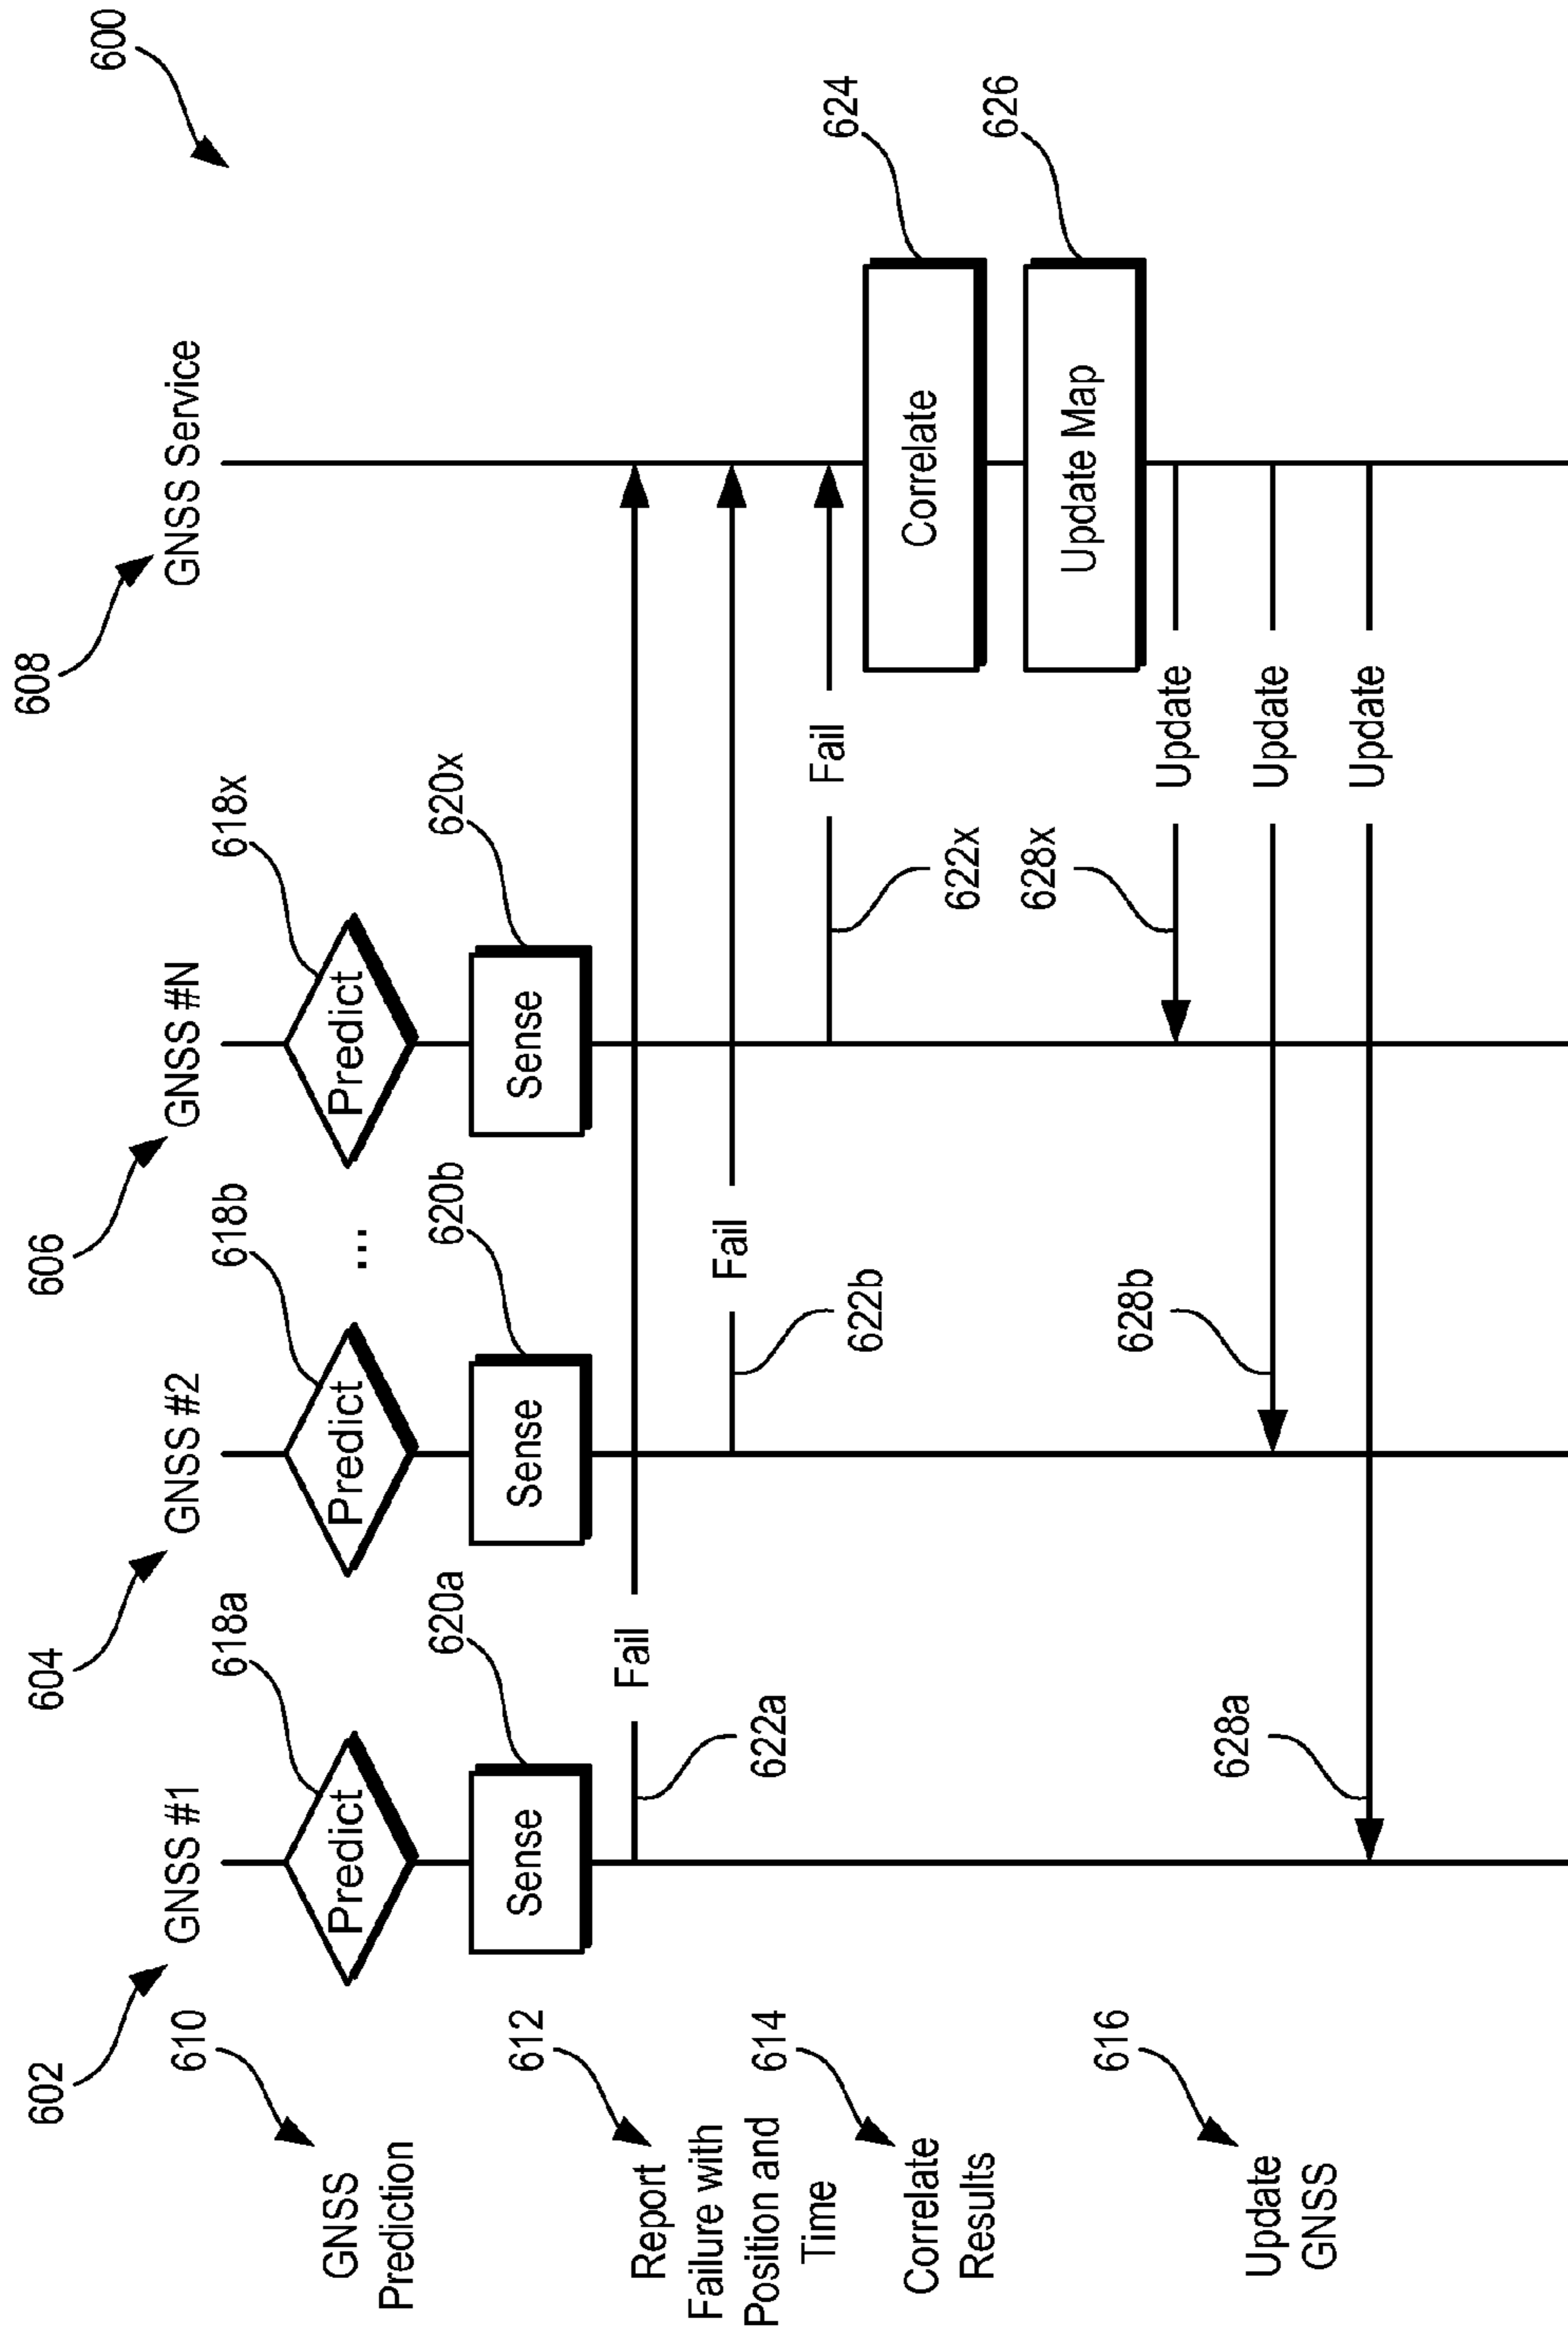 600
602
604
606
608
GNSS #1
GNSS #2
GNSS #N
GNSS Service
610
GNSS
Prediction
618a
Predict
618b
Predict
...
618x
Predict
620a
Sense
620b
Sense
620x
Sense
612
Report
Failure with
Position and
Time
Fail
622a
Fail
622b
Fail
622x
614
Correlate
Results
Correlate
624
Update Map
626
616
Update
GNSS
628x
Update
628b
Update
628a
Update